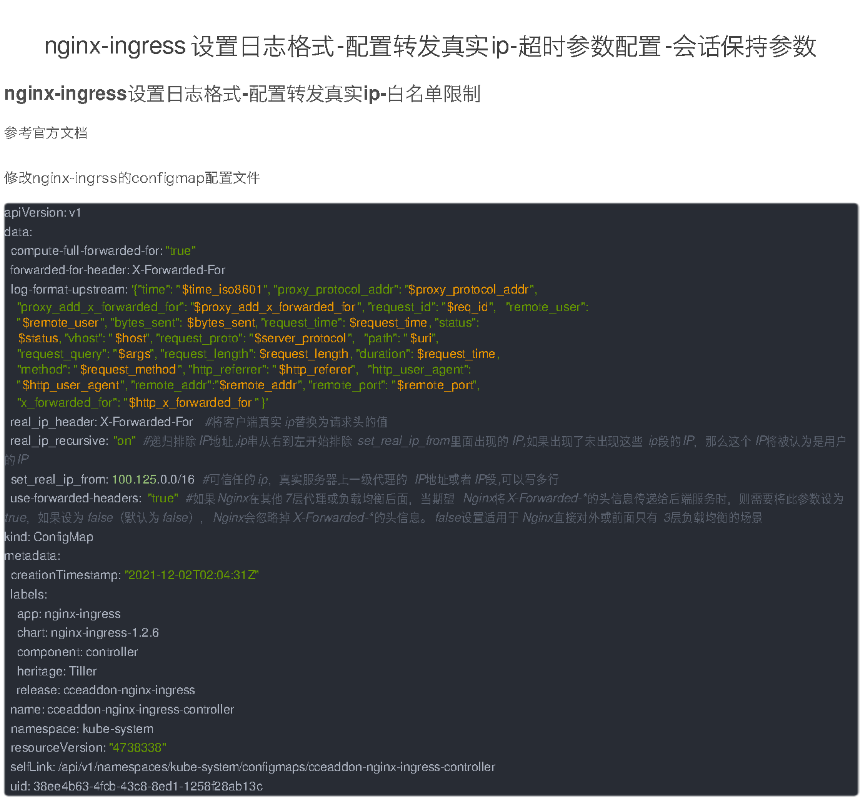 nginx-ingress 设置日志格式-配置转发真实ip-超时参数配置-会话保持参数
nginx-ingress设置日志格式-配置转发真实ip-白名单限制
参考官方文档
修改nginx-ingrss的configmap配置文件
apiVersion: v1
data:
compute-full-forwarded-for: "true"
forwarded-for-header: X-Forwarded-For
log-format-upstream: '{"time": "$time_iso8601", "proxy_protocol_addr": "$proxy_protocol_addr",
"proxy_add_x_forwarded_for": "$proxy_add_x_forwarded_for", "request_id": "$req_id", "remote_user":
"$remote_user", "bytes_sent": $bytes_sent, "request_time": $request_time, "status":
$status, "vhost": "$host", "request_proto": "$server_protocol", "path": "$uri",
"request_query": "$args", "request_length": $request_length, "duration": $request_time,
"method": "$request_method", "http_referrer": "$http_referer", "http_user_agent":
"$http_user_agent", "remote_addr":"$remote_addr", "remote_port": "$remote_port",
"x_forwarded_for": "$http_x_forwarded_for"}'
real_ip_header: X-Forwarded-For #将客户端真实ip替换为请求头的值
real_ip_recursive: "on" #递归排除IP地址,ip串从右到左开始排除set_real_ip_from里面出现的IP,如果出现了未出现这些ip段的IP，那么这个IP将被认为是用户
的IP
set_real_ip_from: 100.125.0.0/16 #可信任的ip，真实服务器上一级代理的IP地址或者IP段,可以写多行
use-forwarded-headers: "true" #如果Nginx在其他7层代理或负载均衡后面，当期望Nginx将X-Forwarded-*的头信息传递给后端服务时，则需要将此参数设为
true，如果设为false（默认为false），Nginx会忽略掉X-Forwarded-*的头信息。false设置适用于Nginx直接对外或前面只有3层负载均衡的场景
kind: ConfigMap
metadata:
creationTimestamp: "2021-12-02T02:04:31Z"
labels:
app: nginx-ingress
chart: nginx-ingress-1.2.6
component: controller
heritage: Tiller
release: cceaddon-nginx-ingress
name: cceaddon-nginx-ingress-controller
namespace: kube-system
resourceVersion: "4738338"
selfLink: /api/v1/namespaces/kube-system/configmaps/cceaddon-nginx-ingress-controller
uid: 38ee4b63-4fcb-43c8-8ed1-1258f28ab13c